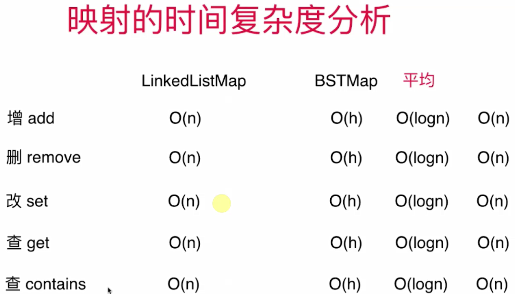 映射的时间复杂度分析
LinkedListMap BSTMap 平均
增 add O(n) O(h) O(logn) O(n)
删 remove O(n) O(h) O(logn) O(n)
改 set O(n) O(h) O(logn) O(n)
查 get O(n) O(h) O(logn) O(n)
查 contains O(n) O(h) O(logn) O(n)